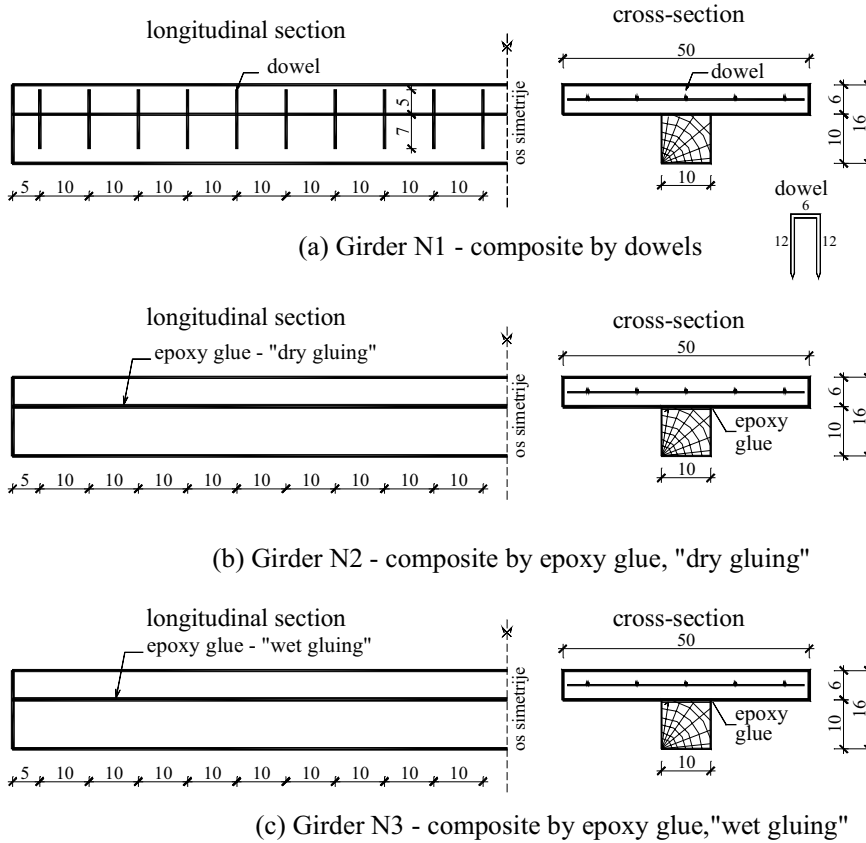 longitudinal section
cross-section
dowel
50
dowel
5
7
os simetrije
6
10
16
5 10 10 10 10 10 10 10 10 10
10
dowel
6
12 12
(a) Girder N1 - composite by dowels
longitudinal section
cross-section
epoxy glue - "dry gluing"
50
os simetrije
6
10
16
epoxy
glue
5 10 10 10 10 10 10 10 10 10
10
(b) Girder N2 - composite by epoxy glue, "dry gluing"
longitudinal section
cross-section
epoxy glue - "wet gluing"
50
os simetrije
6
10
16
epoxy
glue
5 10 10 10 10 10 10 10 10 10
10
(c) Girder N3 - composite by epoxy glue,"wet gluing"